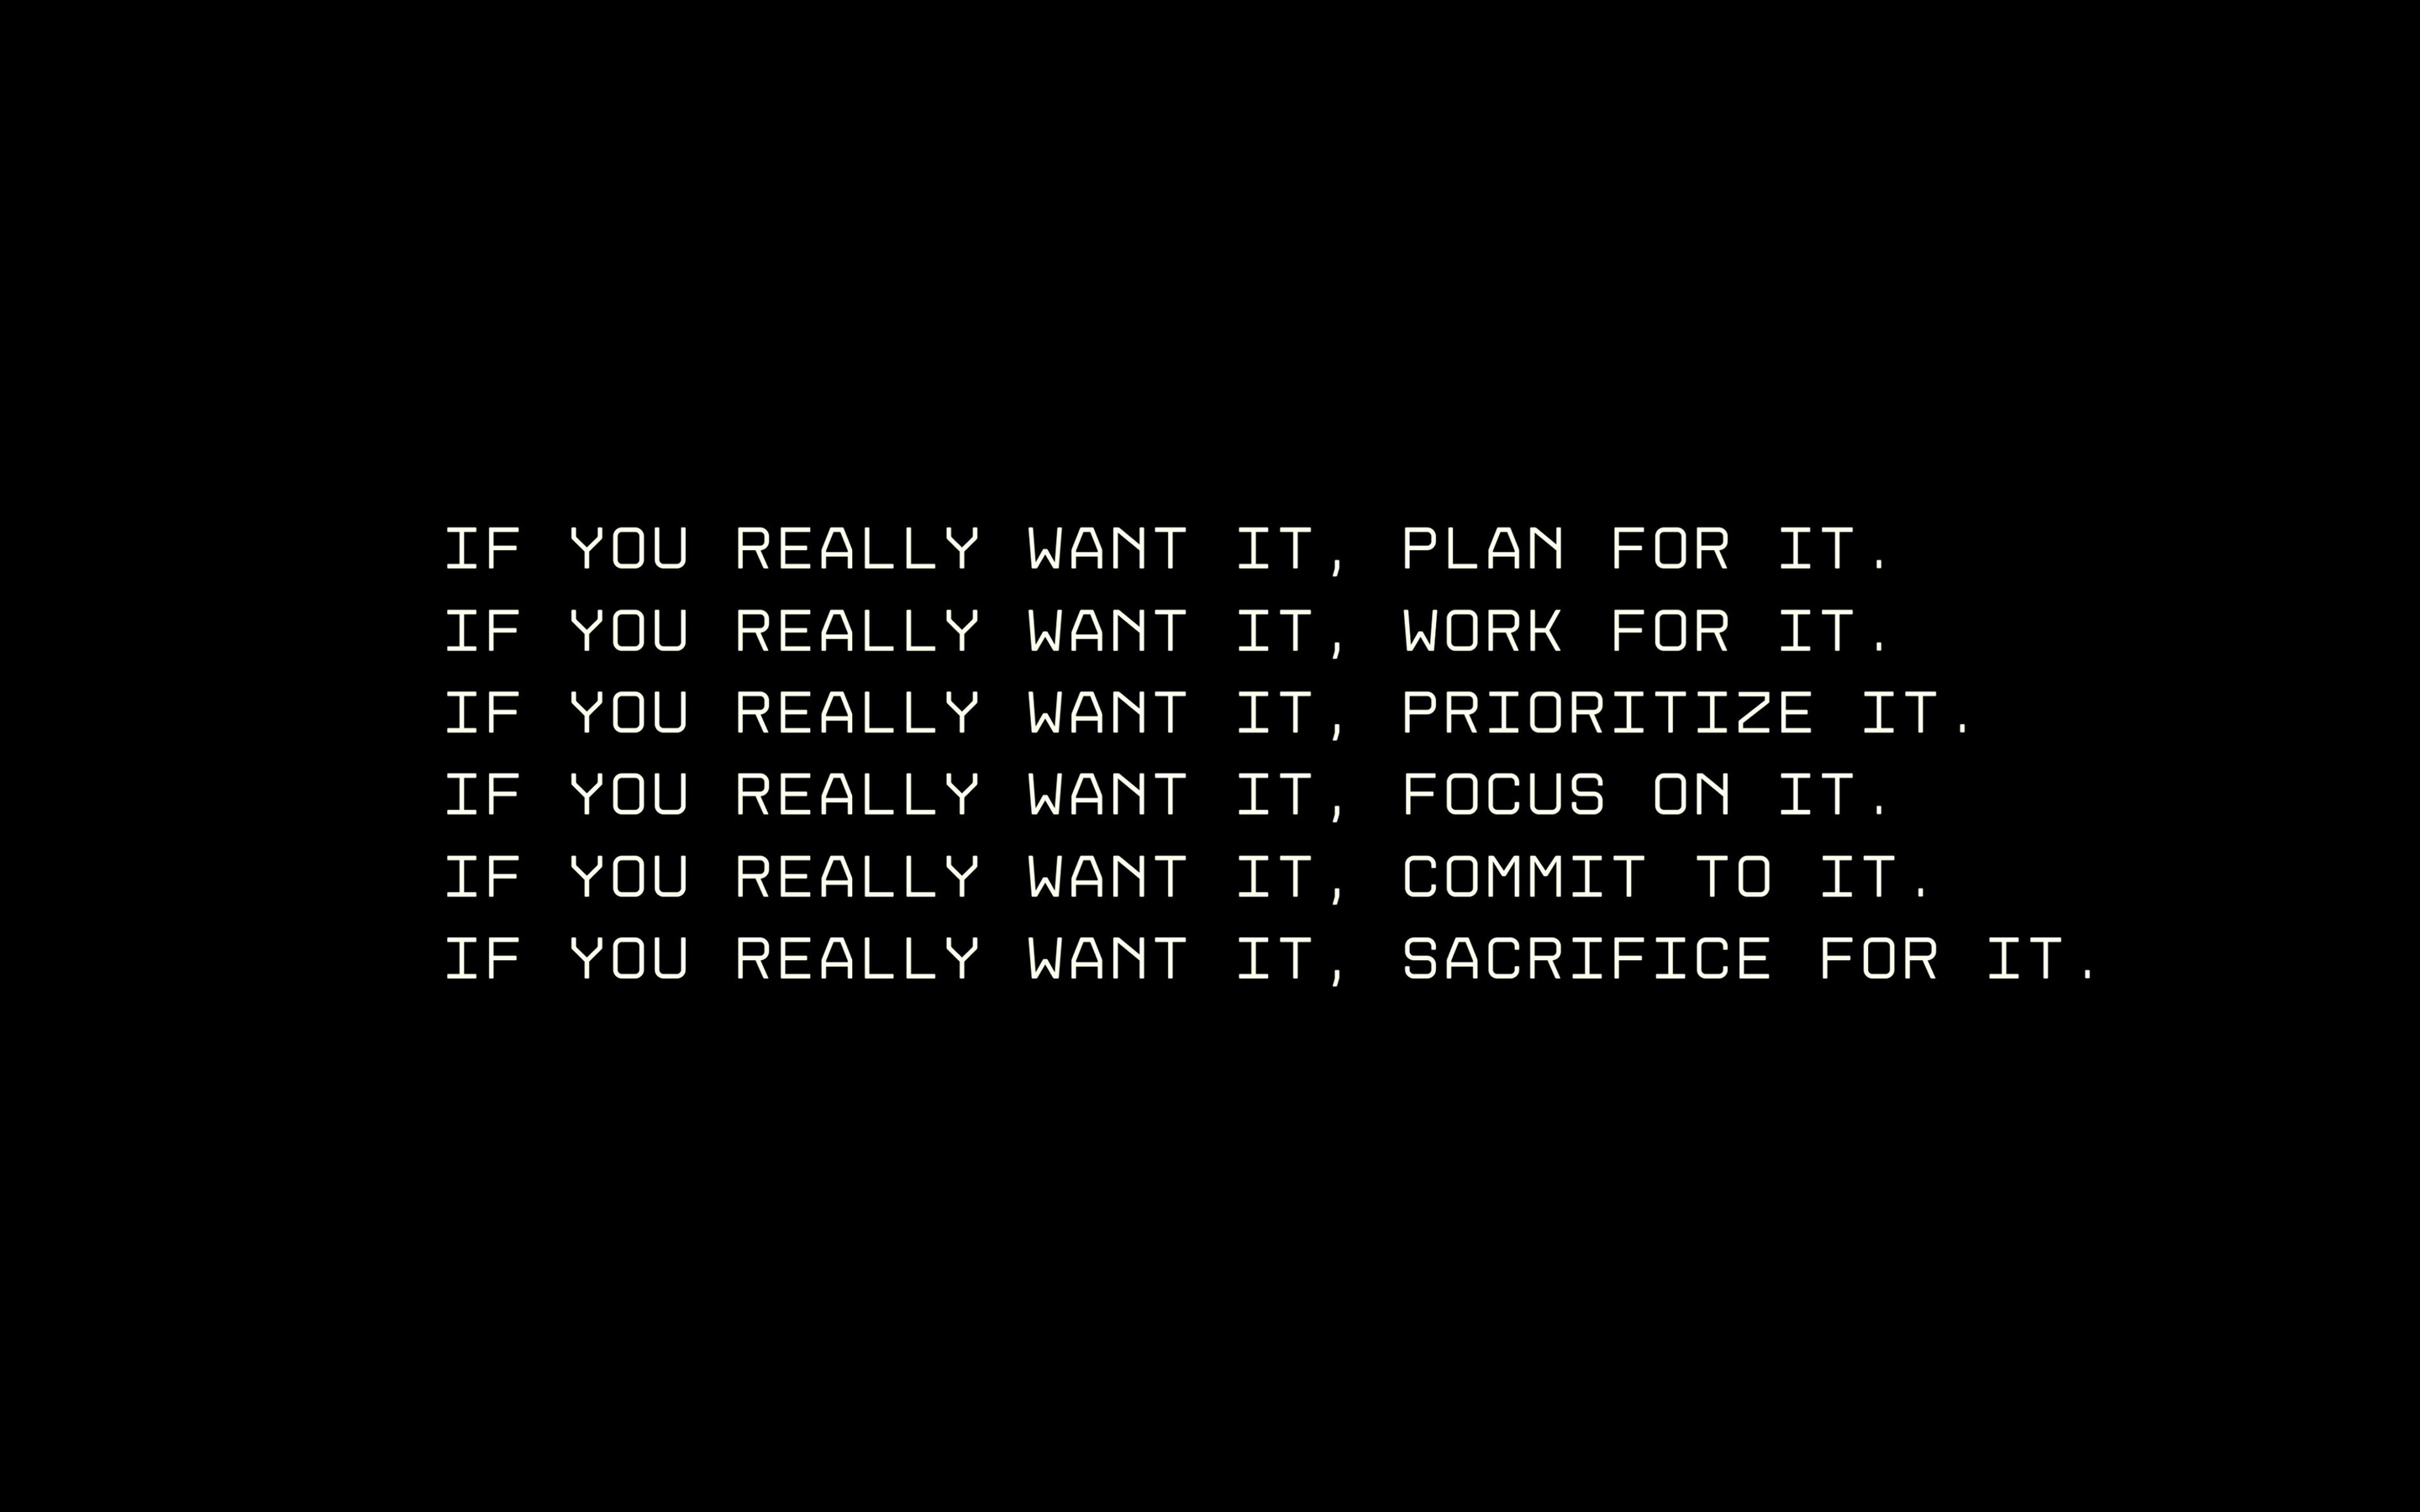 IF YOU REALLY WANT IT, PLAN FOR IT.
IF YOU REALLY WANT IT, WORK FOR IT.
IF YOU REALLY WANT IT, PRIORITIZE IT.
IF YOU REALLY WANT IT, FOCUS ON IT.
IF YOU REALLY WANT IT, COMMIT TO IT.
IF YOU REALLY WANT IT, SACRIFICE FOR IT.